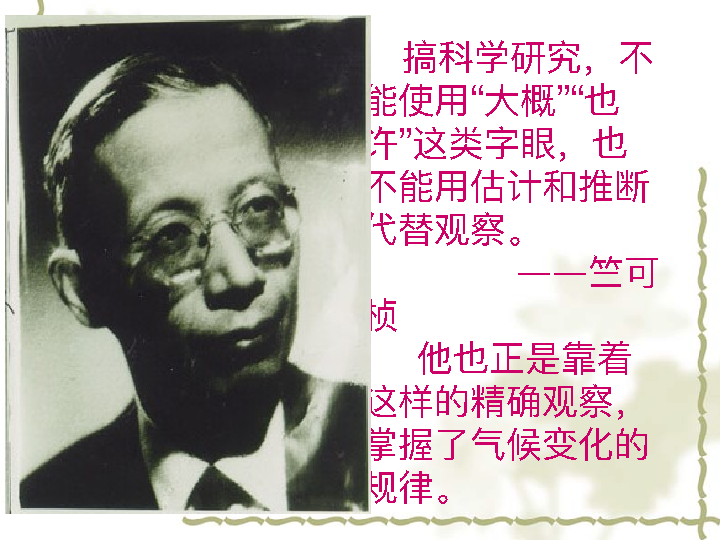 搞科学研究，不
能使用“大概”“也
许”这类字眼，也
不能用估计和推断
代替观察。
——竺可
桢
他也正是靠着
这样的精确观察，
掌握了气候变化的
规律。